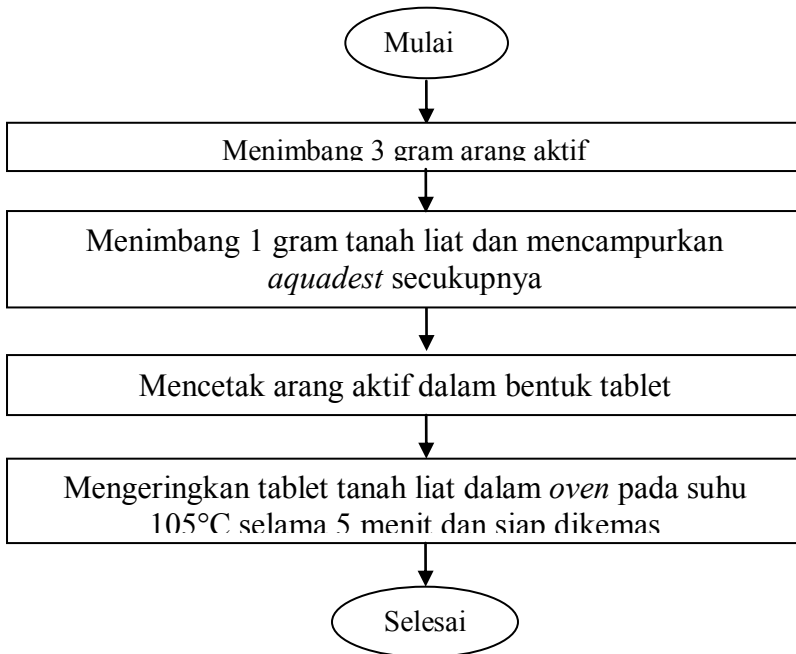 Mulai
Menimbang 3 gram arang aktif
Menimbang 1 gram tanah liat dan mencampurkan
aquadest secukupnya
Mencetak arang aktif dalam bentuk tablet
Mengeringkan tablet tanah liat dalam oven pada suhu
105°C selama 5 menit dan siap dikemas
Selesai